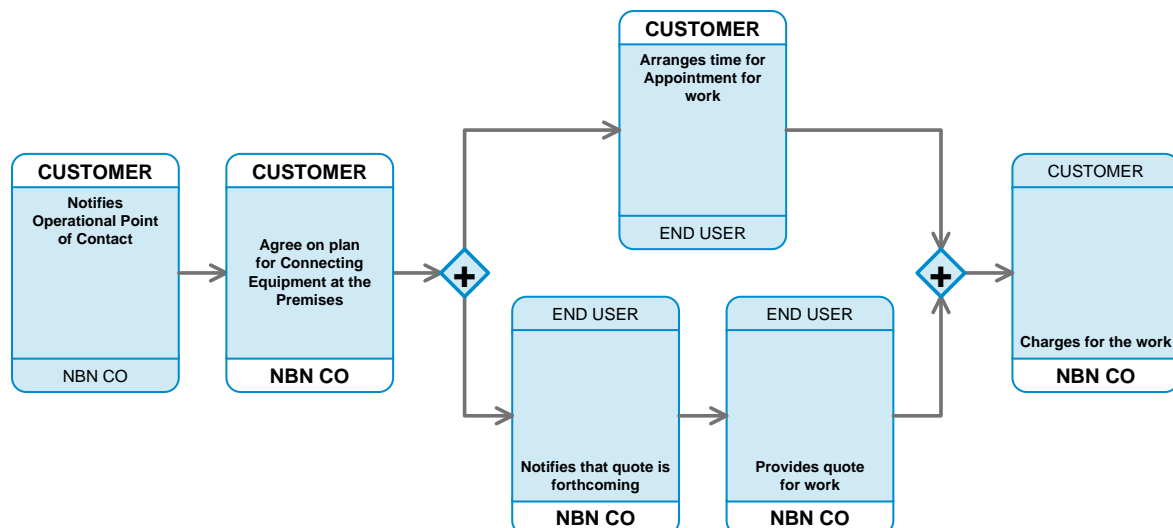 CUSTOMER
Notifies
Operational Point
of Contact
NBN CO
CUSTOMER
Agree on plan
for Connecting
Equipment at the
Premises
NBN CO
CUSTOMER
Arranges time for
Appointment for
work
END USER
END USER
Notifies that quote is
forthcoming
NBN CO
END USER
Provides quote
for work
NBN CO
CUSTOMER
Charges for the work
NBN CO